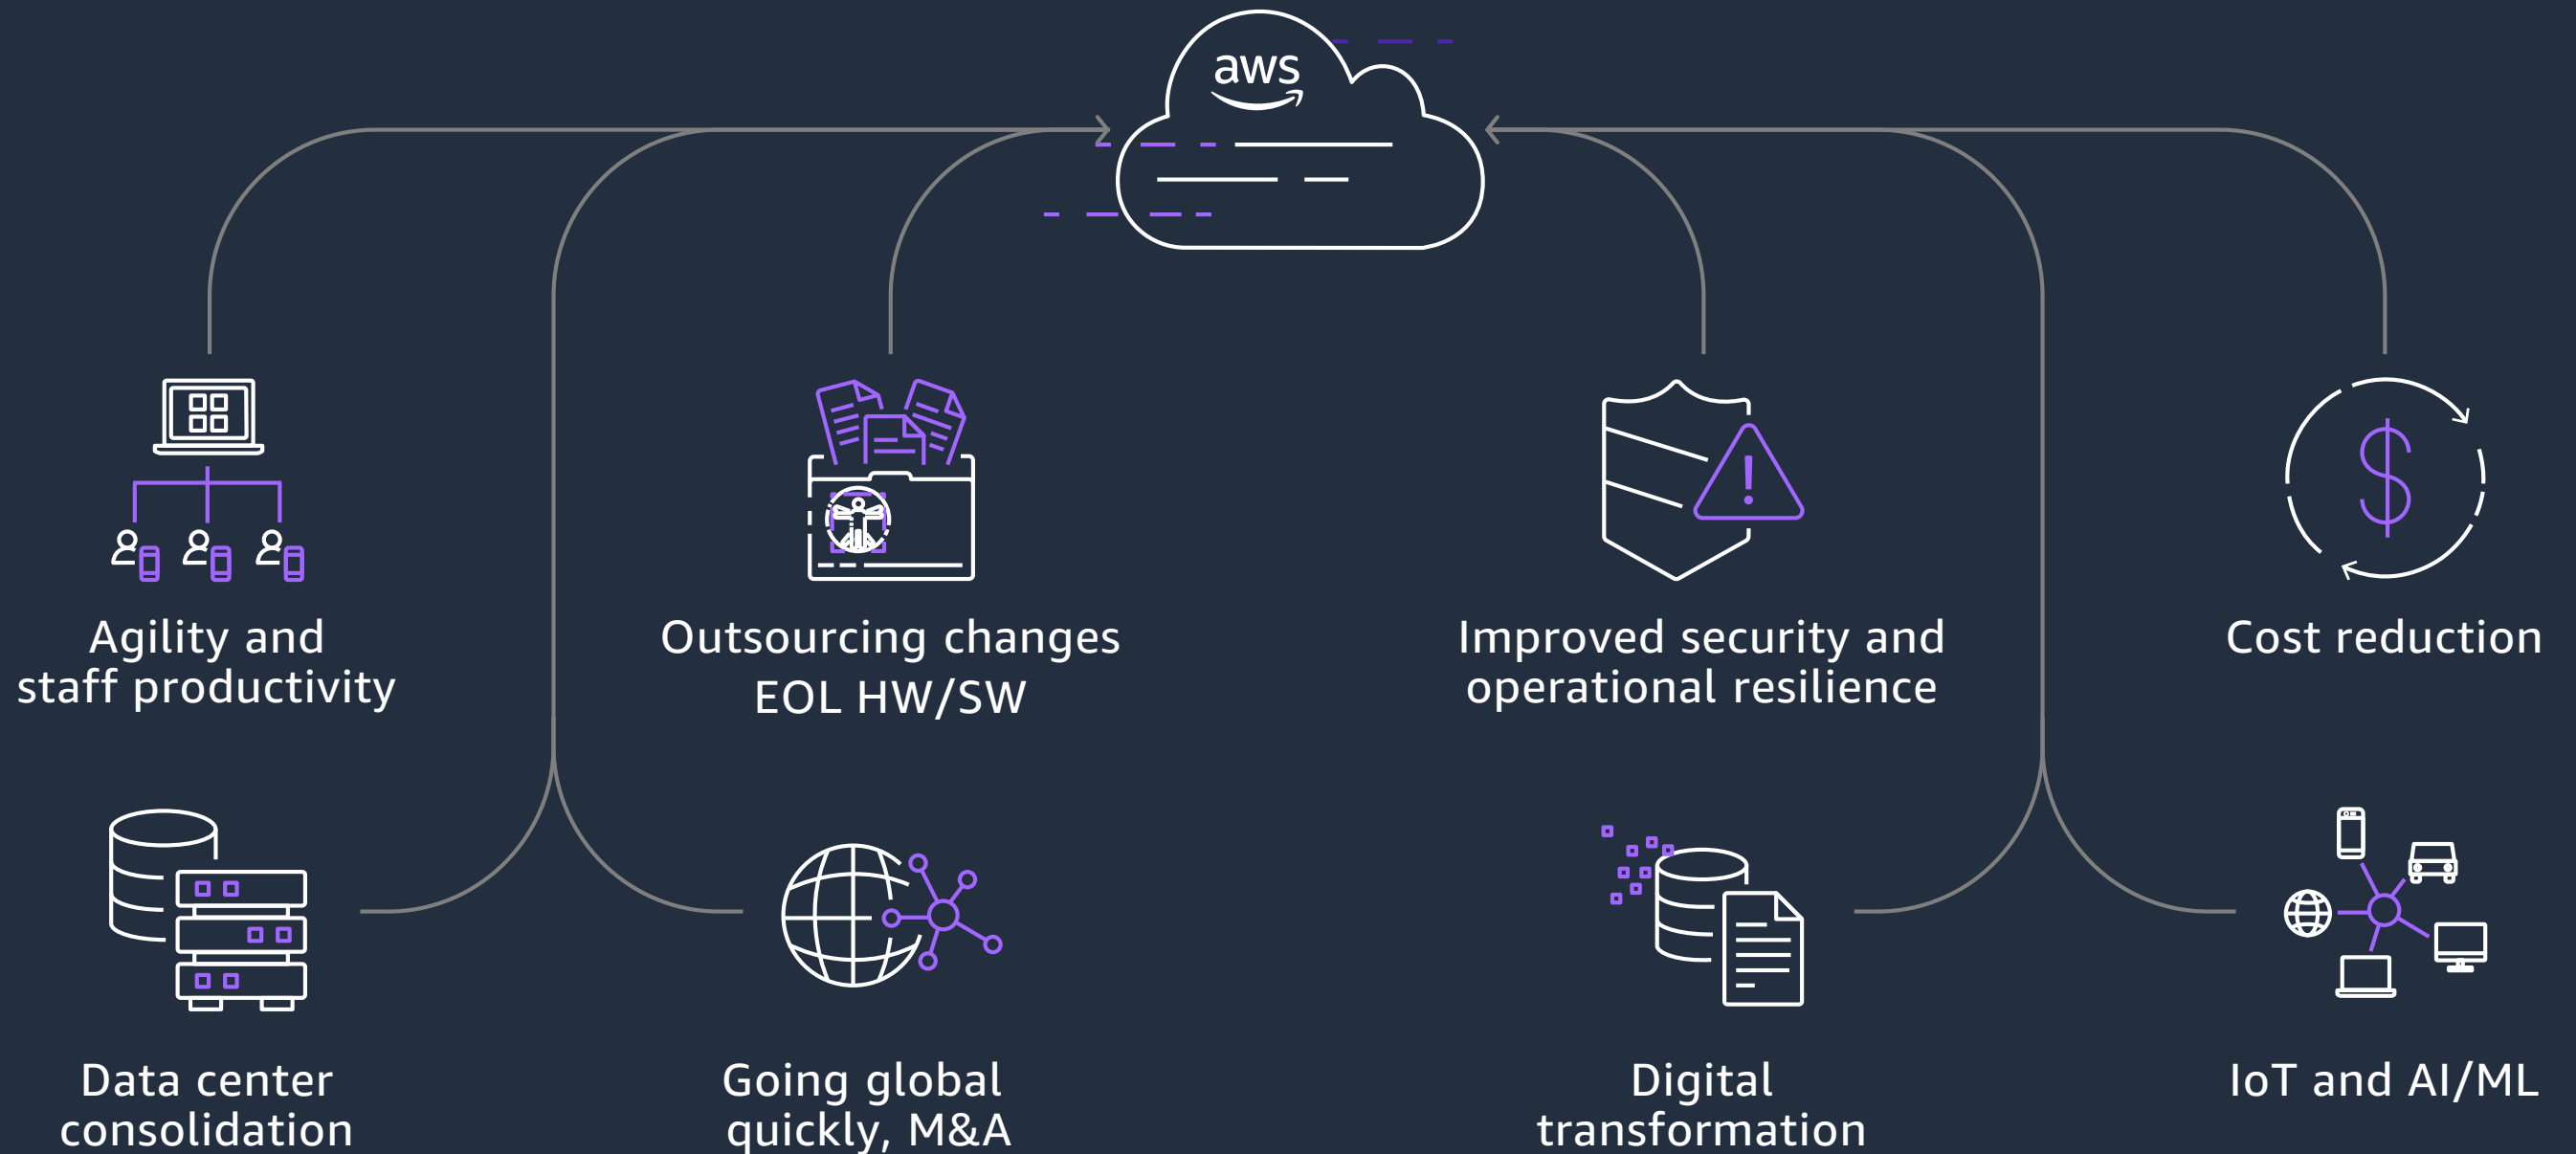 aws
Agility and
staff productivity
Outsourcing changes
EOL HW/SW
Improved security and
operational resilience
Cost reduction
Data center
consolidation
Going global
quickly, M&A
Digital
transformation
IoT and AI/ML